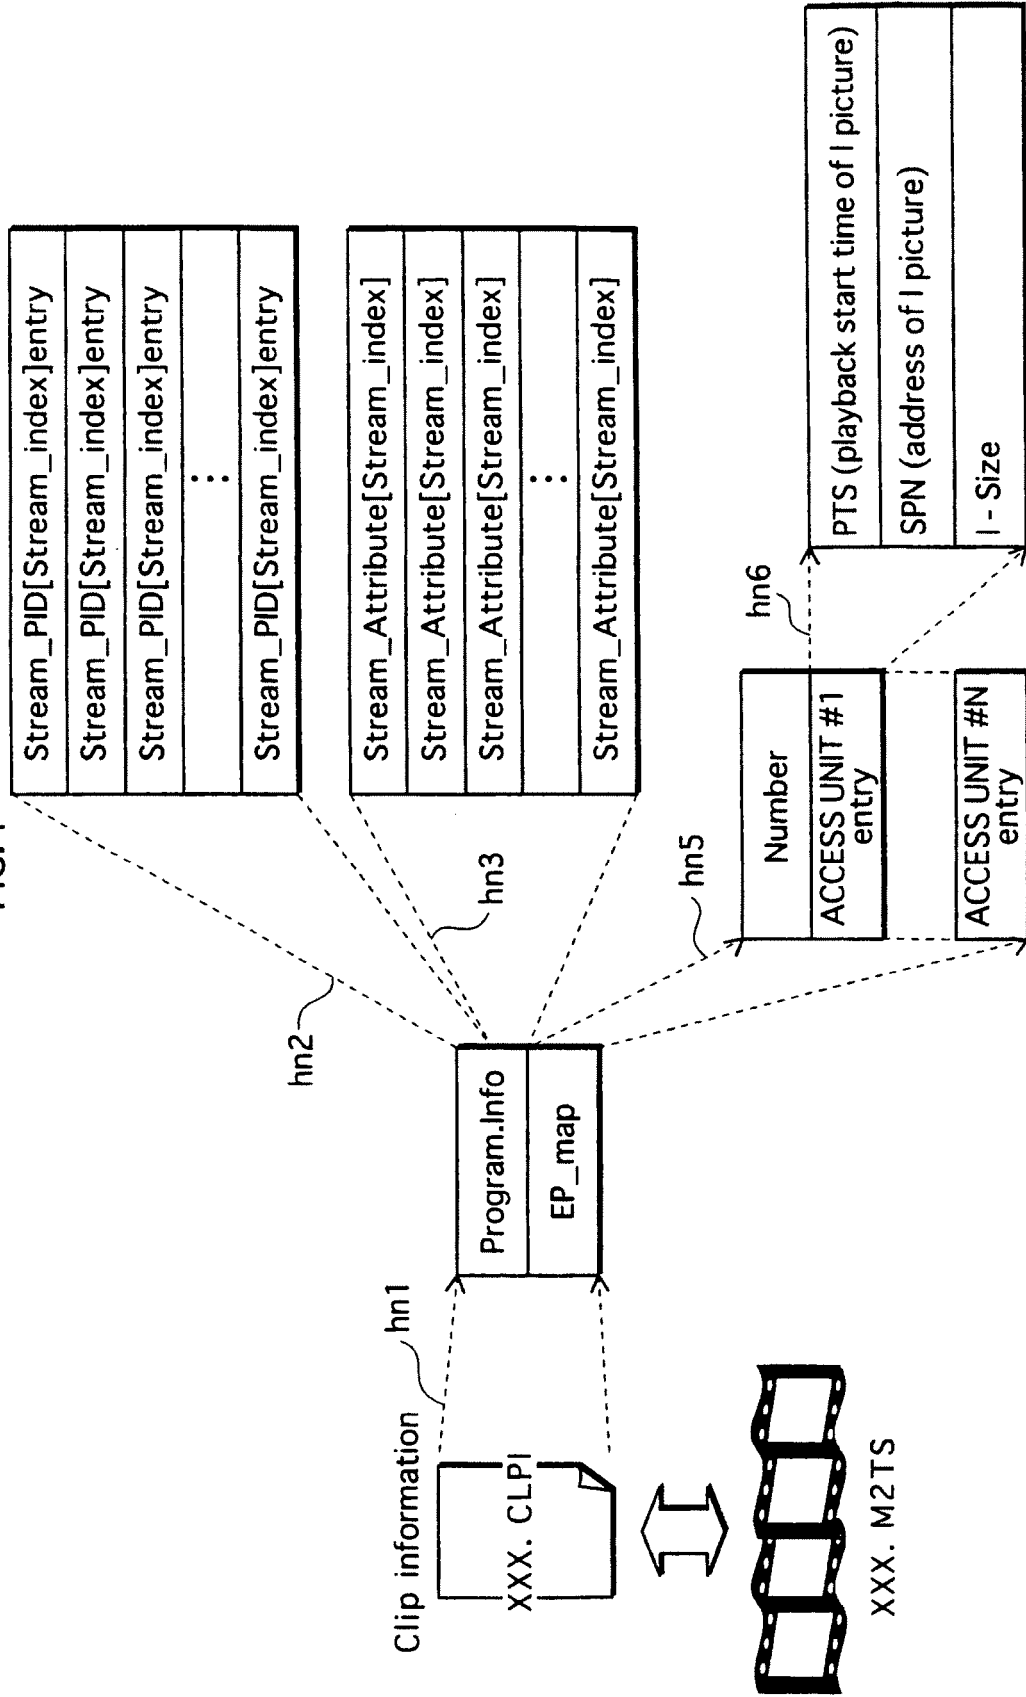 Clip information
XXX. CLPI
XXX. M2TS
hn1
Program.Info
EP_map
hn2
Stream_PID[Stream_index]entry
Stream_PID[Stream_index]entry
Stream_PID[Stream_index]entry
⋮
Stream_PID[Stream_index]entry
hn3
Stream_Attribute[Stream_index]
Stream_Attribute[Stream_index]
Stream_Attribute[Stream_index]
⋮
Stream_Attribute[Stream_index]
hn5
Number
ACCESS UNIT #1
entry
ACCESS UNIT #N
entry
hn6
PTS (playback start time of I picture)
SPN (address of I picture)
I - Size